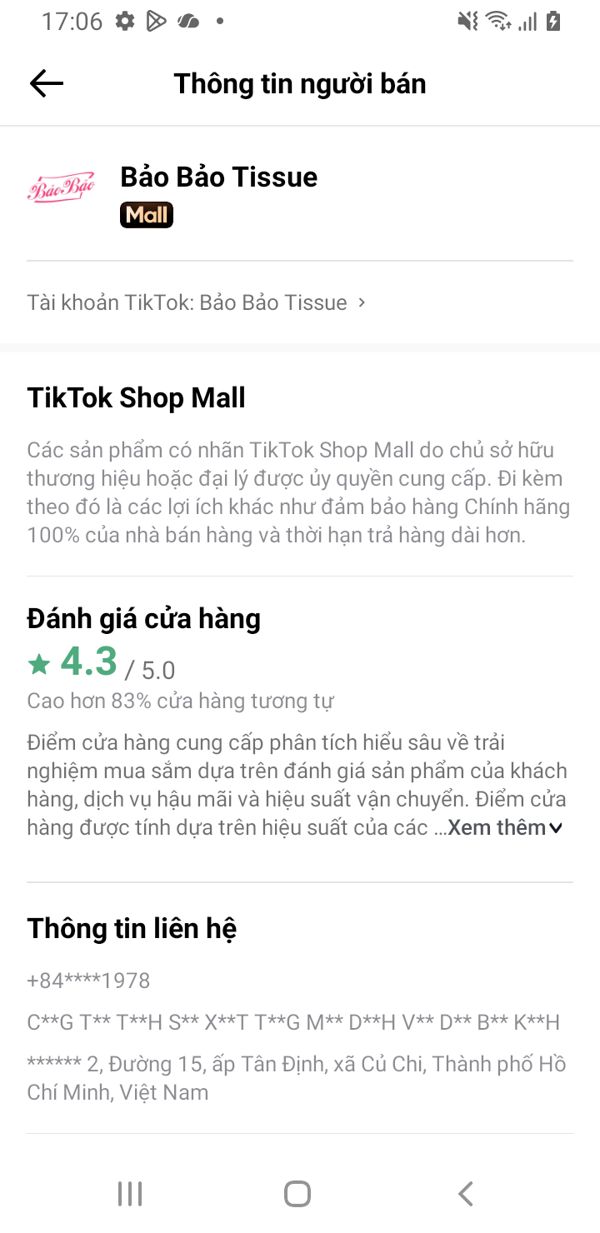 17:06
Thông tin người bán
Bảo Bảo
Bảo Bảo Tissue
Mall
Tài khoản TikTok: Bảo Bảo Tissue
TikTok Shop Mall
Các sản phẩm có nhãn TikTok Shop Mall do chủ sở hữu
thương hiệu hoặc đại lý được ủy quyền cung cấp. Đi kèm
theo đó là các lợi ích khác như đảm bảo hàng Chính hãng
100% của nhà bán hàng và thời hạn trả hàng dài hơn.
Đánh giá cửa hàng
4.3 / 5.0
Cao hơn 83% cửa hàng tương tự
Điểm cửa hàng cung cấp phân tích hiểu sâu về trải
nghiệm mua sắm dựa trên đánh giá sản phẩm của khách
hàng, dịch vụ hậu mãi và hiệu suất vận chuyển. Điểm cửa
hàng được tính dựa trên hiệu suất của các ...Xem thêm
Thông tin liên hệ
+84****1978
C**G T** T**H S** X**T T**G M** D**H V** D** B** K**H
****** 2, Đường 15, ấp Tân Định, xã Củ Chi, Thành phố Hồ
Chí Minh, Việt Nam